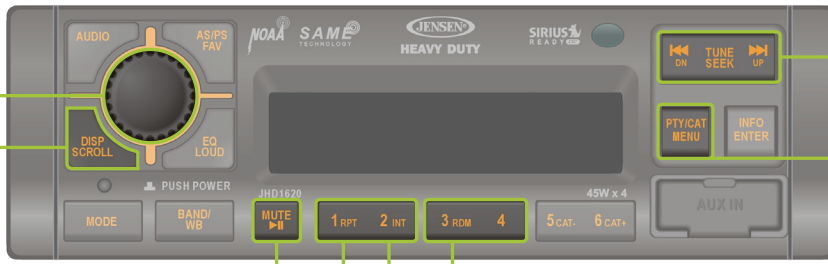 AUDIO
AS/PS
FAV
NOAA
SAME
TECHNOLOGY
JENSEN®
HEAVY DUTY
SIRIUS
READY
DN
TUNE
SEEK
UP
DISP
SCROLL
EQ
LOUD
PTY/CAT
MENU
INFO
ENTER
PUSH POWER
JHD1620
45W x 4
MODE
BAND/
WB
MUTE
1 RPT
2 INT
3 RDM
4
5 CAT-
6 CAT+
AUX IN